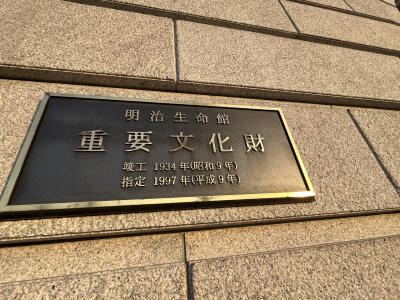 明治生命館
重要文化財
竣工 1934年(昭和9年)
指定 1997年(平成9年)